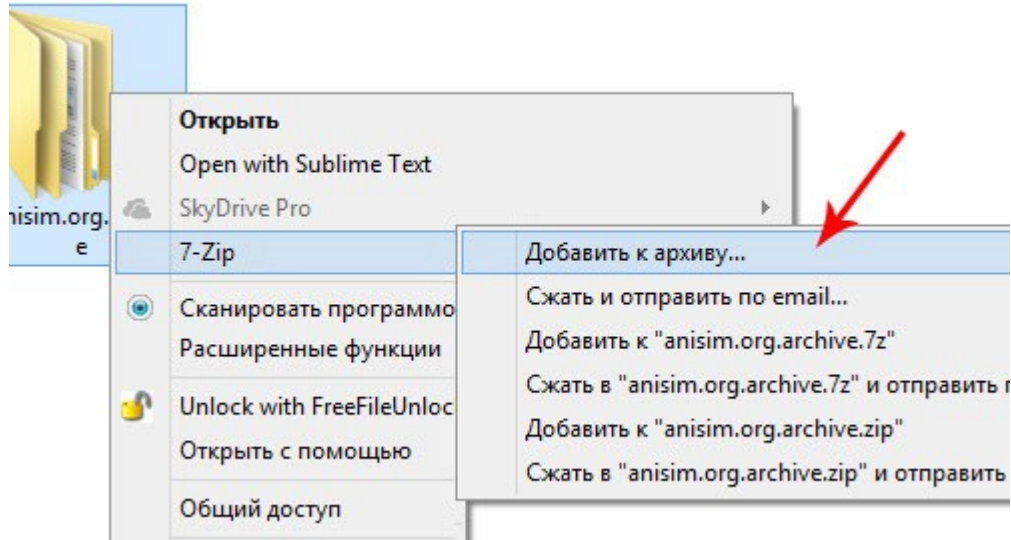 Открыть
Open with Sublime Text
nisim.org.
e
SkyDrive Pro
7-Zip
Добавить к архиву...
Сжать и отправить по email...
Сканировать программо
Добавить к "anisim.org.archive.7z"
Расширенные функции
Сжать в "anisim.org.archive.7z" и отправить
Unlock with FreeFileUnloc
Добавить к "anisim.org.archive.zip"
Открыть с помощью
Сжать в "anisim.org.archive.zip" и отправить
Общий доступ